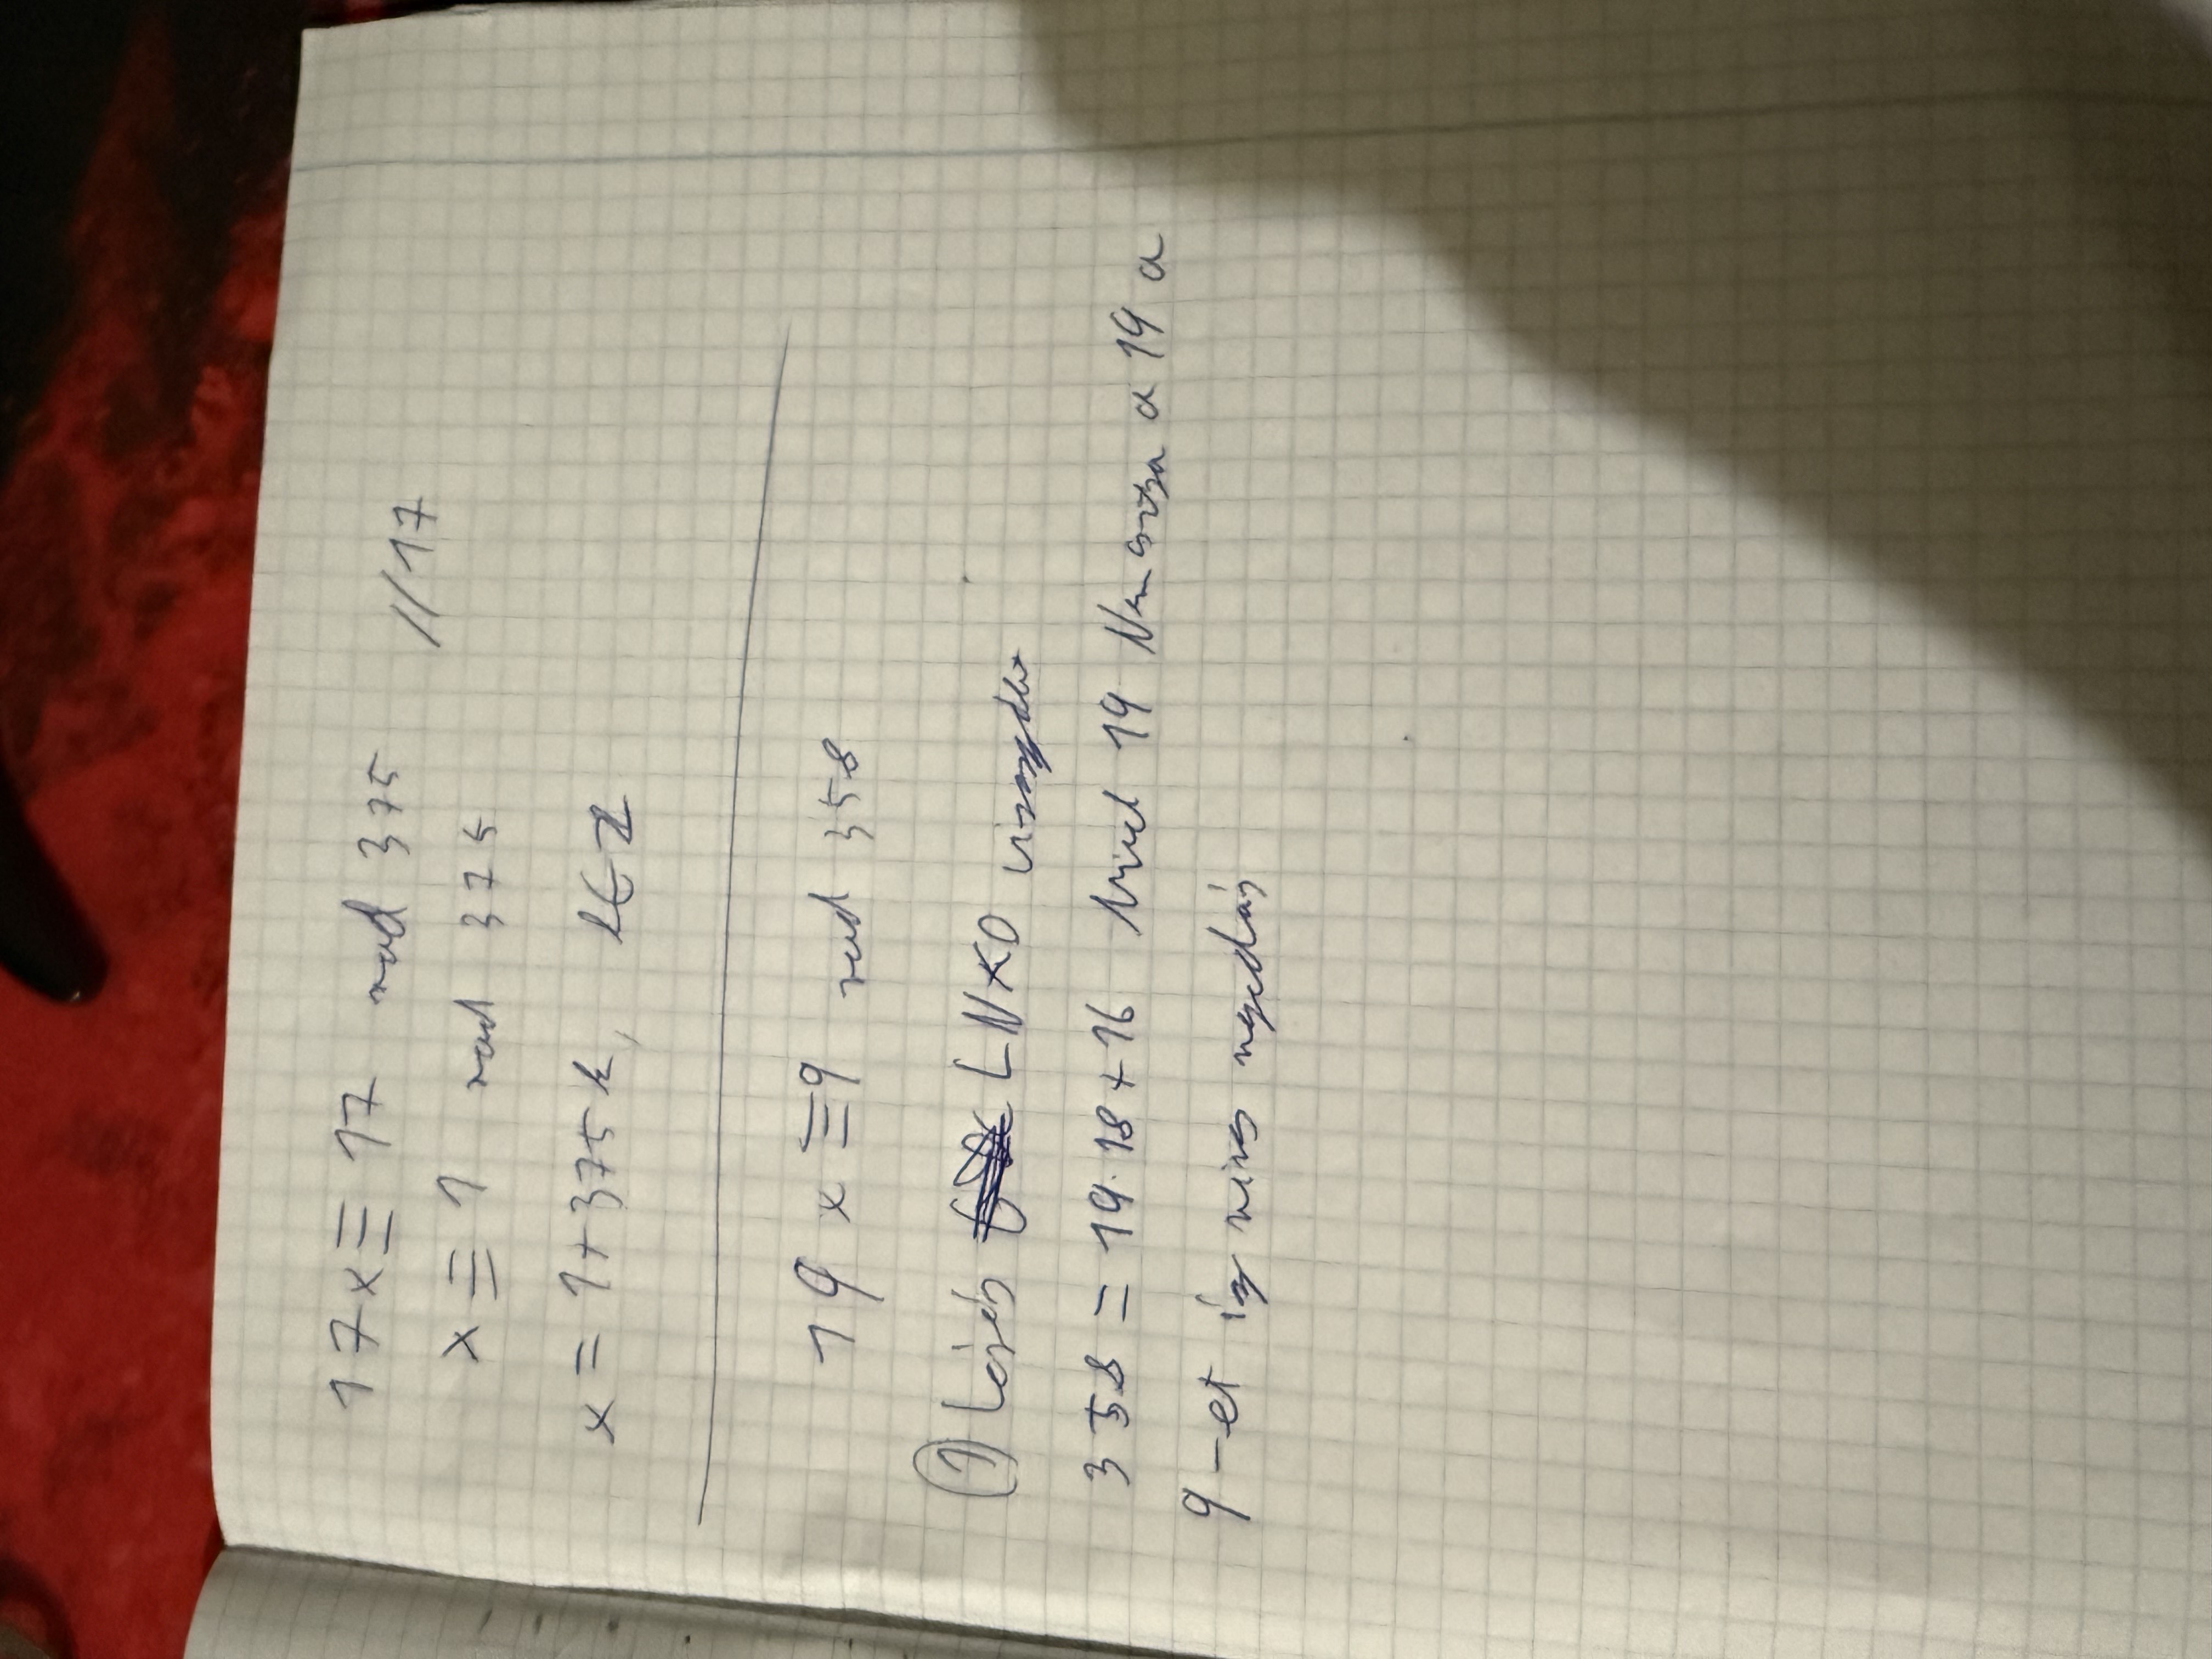 17x ≡ 17 mod 375 //17
x ≡ 1 mod 375
x = 1+375k, k∈Z
19x ≡ 9 mod 358
① Közös LNKO vizsgálat
358 = 19·18+16 Mivel 19 Nem osztja a 19 a
9-et így nincs megoldás